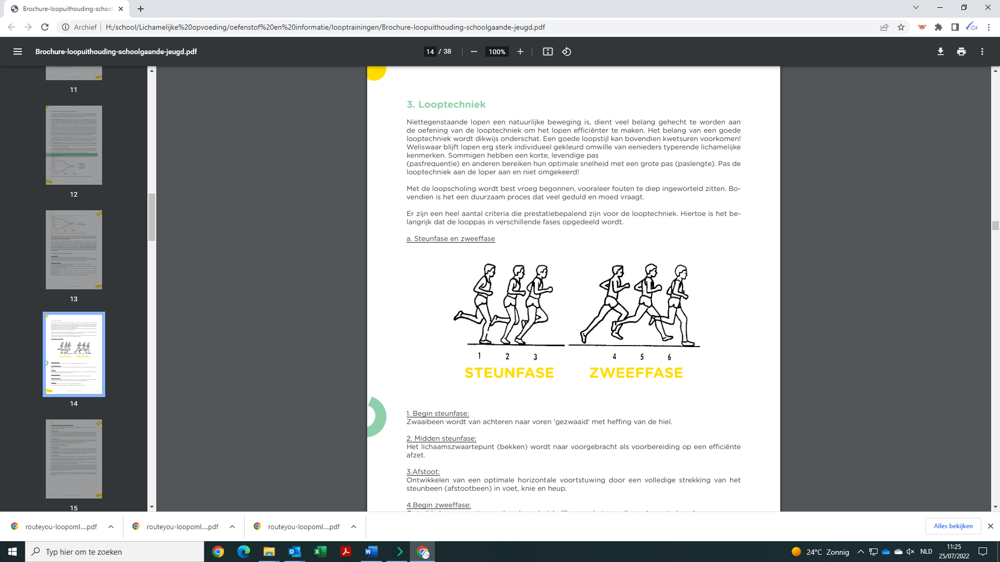 Brochure-loopuithouding-school
Archief
H:/school/Lichamelijke%20opvoeding/oefenstof%20en%20informatie/looptrainingen/Brochure-loopuithouding-schoolgaande-jeugd.pdf
Brochure-loopuithouding-schoolgaande-jeugd.pdf
14 / 38
100%
11
12
13
14
15
3. Looptechniek
Niettegenstaande lopen een natuurlijke beweging is, dient veel belang gehecht te worden aan
de oefening van de looptechniek om het lopen efficiënter te maken. Het belang van een goede
looptechniek wordt dikwijs onderschat. Een goede loopstijl kan bovendien kwetsuren voorkomen!
Weliswaar blijft lopen erg sterk individueel gekleurd omwille van eenieders typerende lichamelijke
kenmerken. Sommigen hebben een korte, levendige pas
(pasfrequentie) en anderen bereiken hun optimale snelheid met een grote pas (paslengte). Pas de
looptechniek aan de loper aan en niet omgekeerd!
Met de loopscholing wordt best vroeg begonnen, vooraleer fouten te diep ingeworteld zitten. Bo-
vendien is het een duurzaam proces dat veel geduld en moed vraagt.
Er zijn een heel aantal criteria die prestatiebepalend zijn voor de looptechniek. Hiertoe is het be-
langrijk dat de looppas in verschillende fases opgedeeld wordt.
a. Steunfase en zweeffase
1 2 3 4 5 6
STEUNFASE ZWEEFFASE
1. Begin steunfase:
Zwaaibeen wordt van achteren naar voren ‘gezwaaid’ met heffing van de hiel.
2. Midden steunfase:
Het lichaamszwaartepunt (bekken) wordt naar voorgebracht als voorbereiding op een efficiënte
afzet.
3.Afstoot:
Ontwikkelen van een optimale horizontale voortstuwing door een volledige strekking van het
steunbeen (afstootbeen) in voet, knie en heup.
4.Begin zweeffase:
routeyou-loopoml....pdf
routeyou-loopoml....pdf
routeyou-loopoml....pdf
Alles bekijken
Typ hier om te zoeken
24°C Zonnig
NLD
11:25
25/07/2022